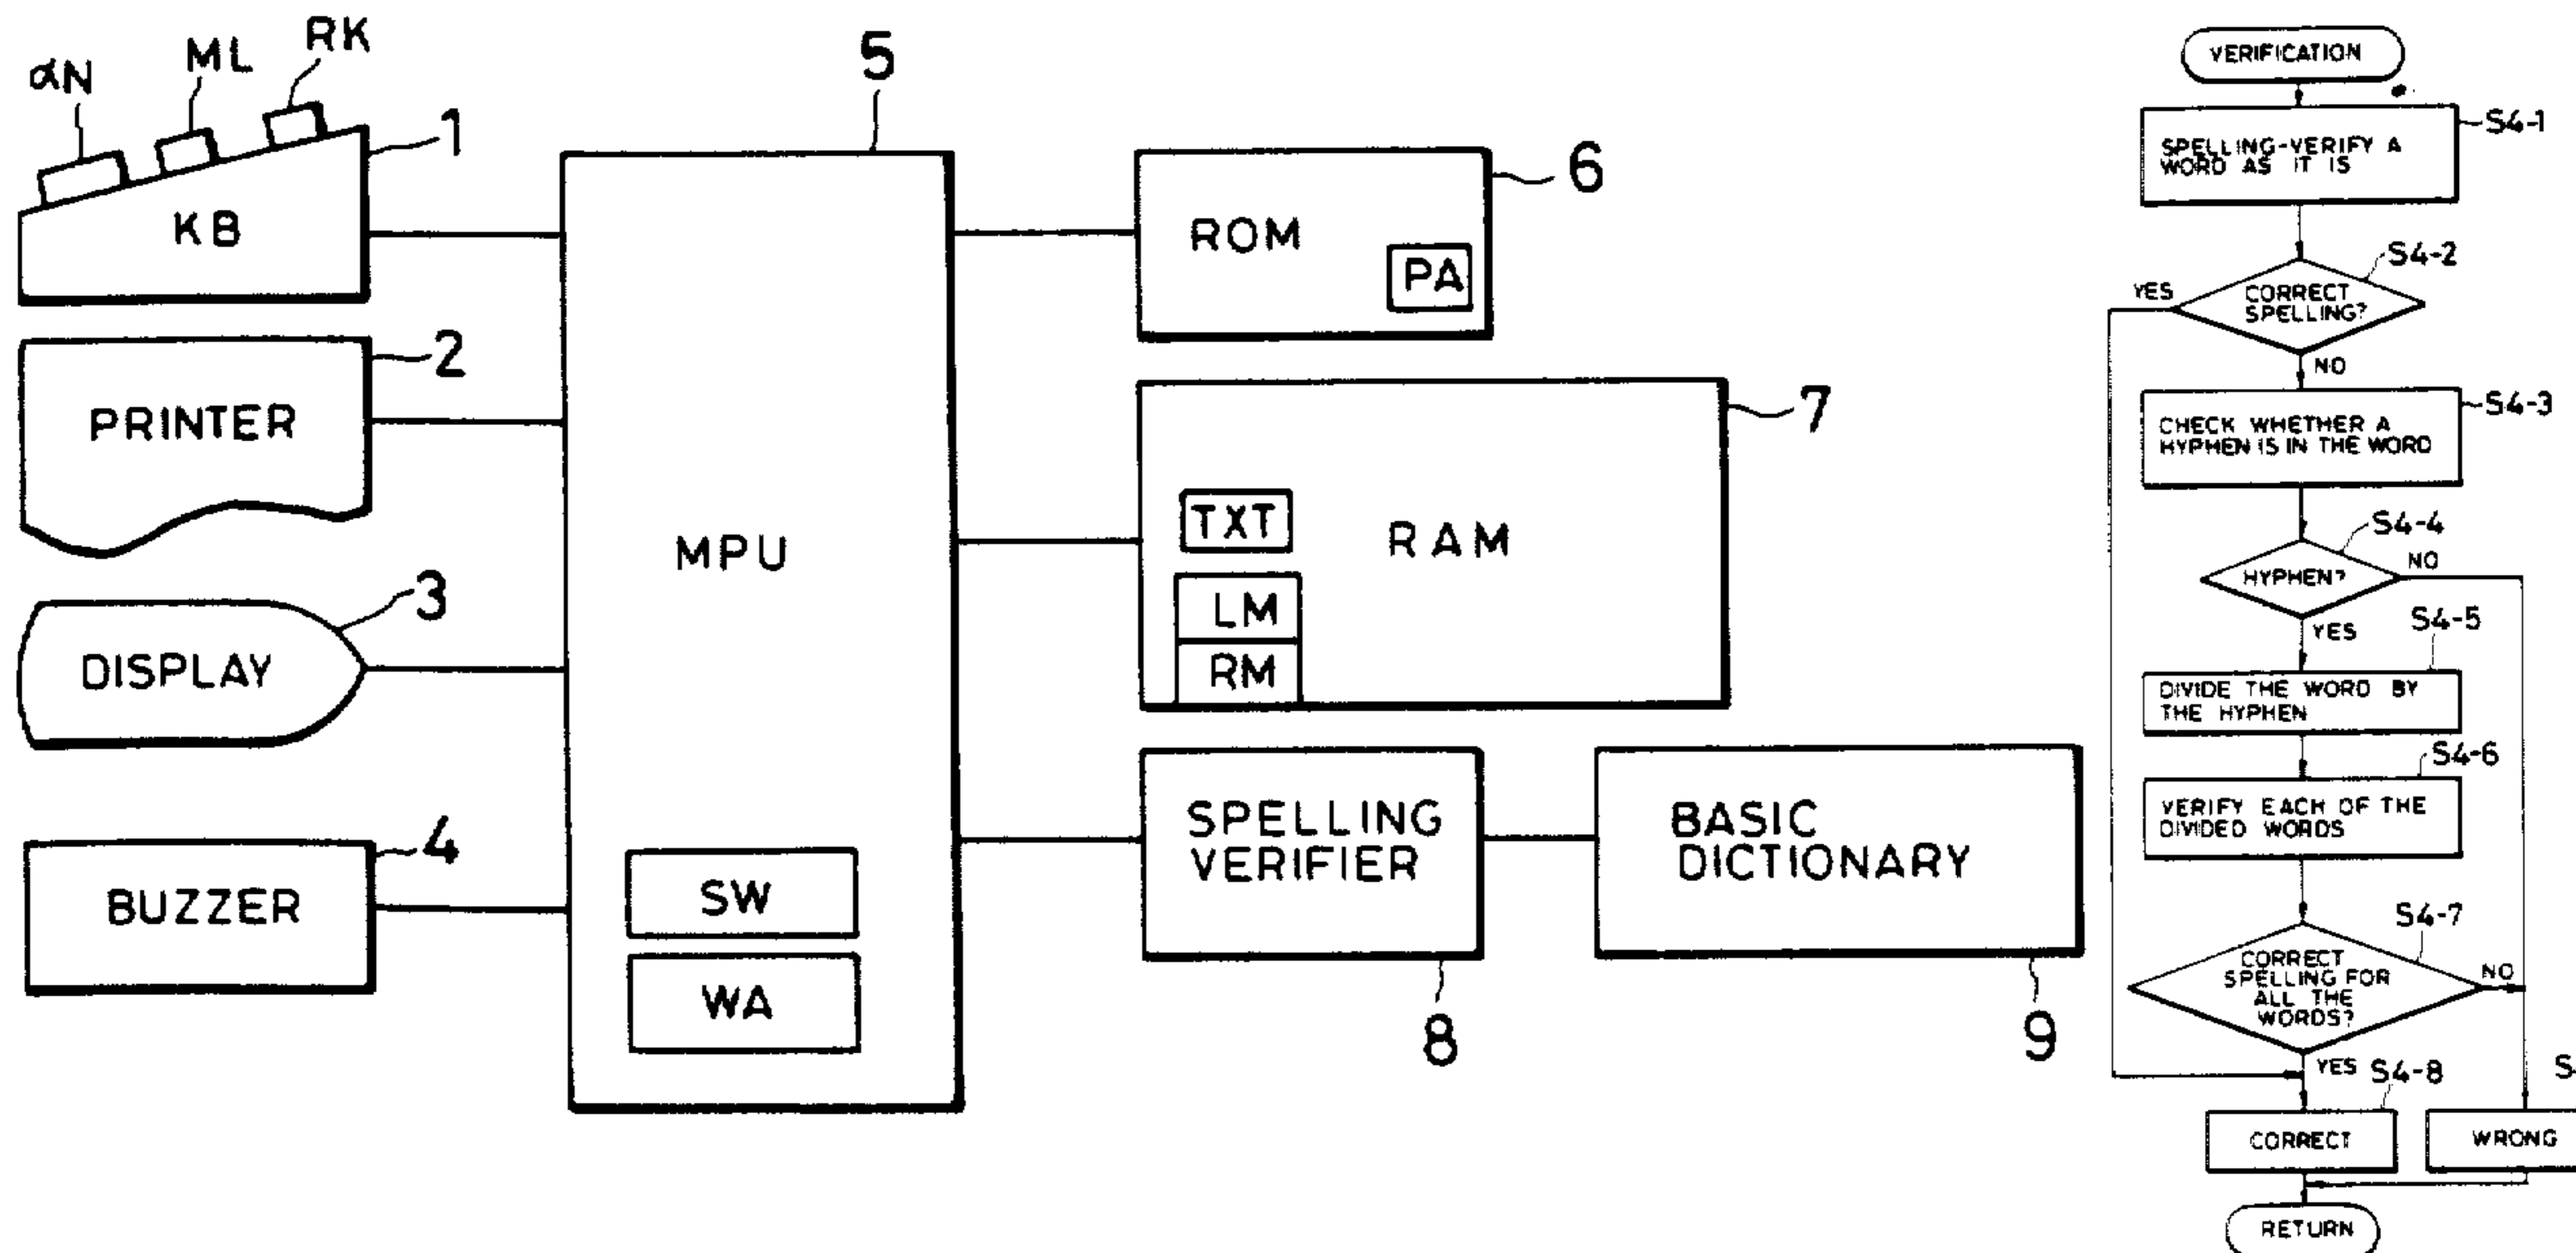 αN
ML
RK
1
KB
2
PRINTER
3
DISPLAY
4
BUZZER
5
MPU
SW
WA
6
ROM
PA
7
TXT
RAM
LM
RM
SPELLING
VERIFIER
8
BASIC
DICTIONARY
9
VERIFICATION
S4-1
SPELLING-VERIFY A
WORD AS IT IS
S4-2
YES
CORRECT
SPELLING?
NO
S4-3
CHECK WHETHER A
HYPHEN IS IN THE WORD
S4-4
HYPHEN?
NO
YES
S4-5
DIVIDE THE WORD BY
THE HYPHEN
S4-6
VERIFY EACH OF THE
DIVIDED WORDS
S4-7
CORRECT
SPELLING FOR
ALL THE
WORDS?
NO
YES
S4-8
CORRECT
WRONG
RETURN